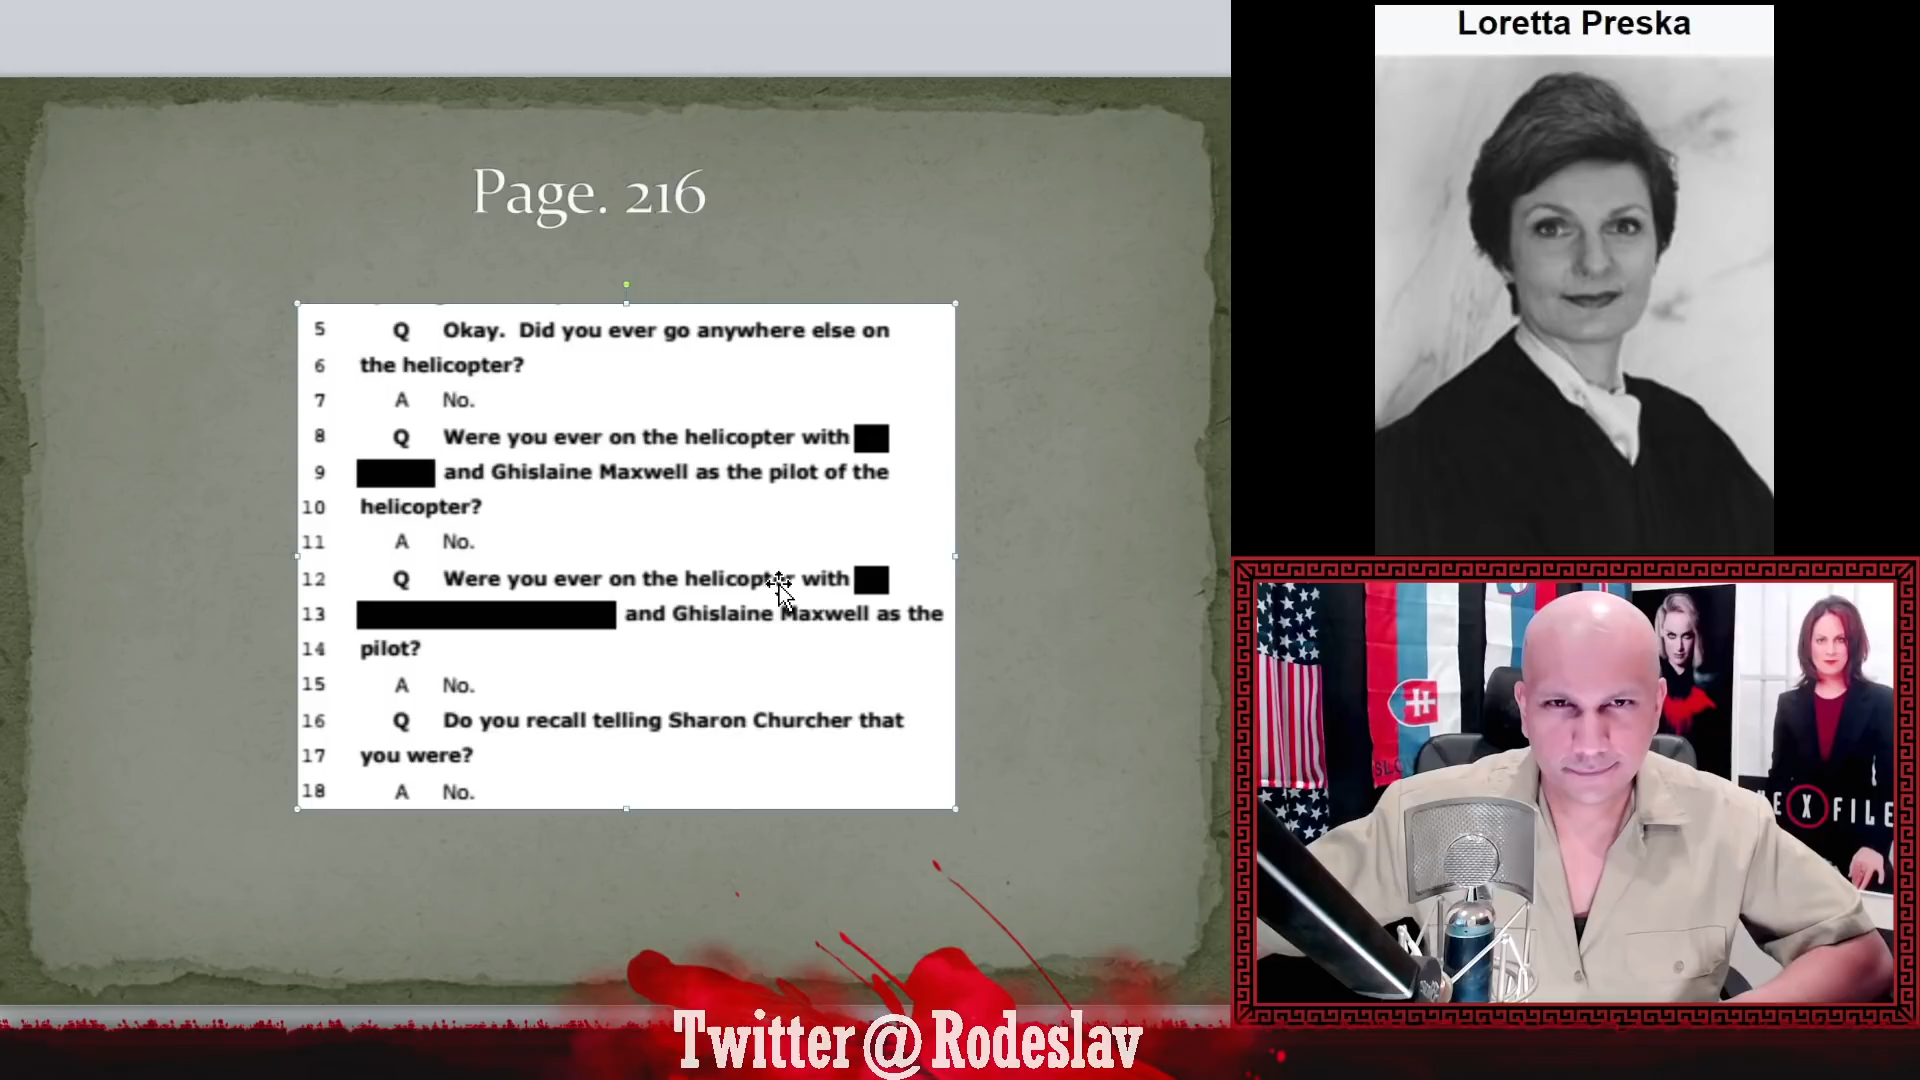 Loretta Preska
Page. 216
5 Q Okay. Did you ever go anywhere else on
6 the helicopter?
7 A No.
8 Q Were you ever on the helicopter with
9 and Ghislaine Maxwell as the pilot of the
10 helicopter?
11 A No.
12 Q Were you ever on the helicopter with
13 and Ghislaine Maxwell as the
14 pilot?
15 A No.
16 Q Do you recall telling Sharon Churcher that
17 you were?
18 A No.
SLO
E X FILE
Twitter@Rodeslav